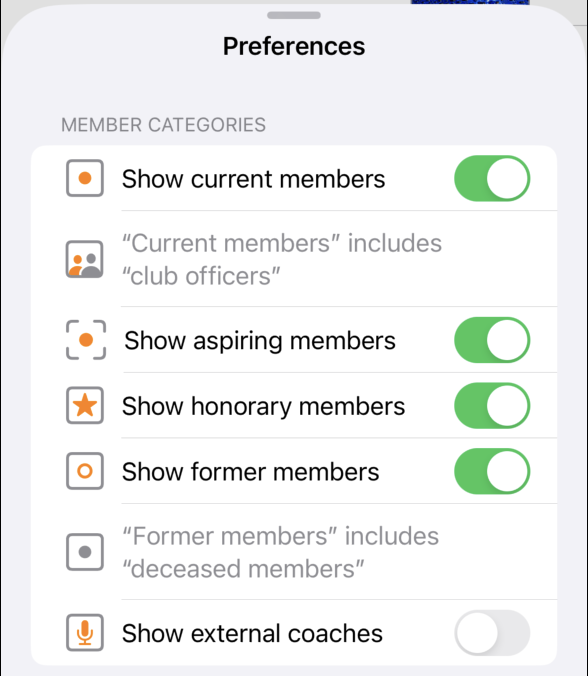 Preferences
MEMBER CATEGORIES
Show current members
“Current members” includes
“club officers”
Show aspiring members
Show honorary members
Show former members
“Former members” includes
“deceased members”
Show external coaches